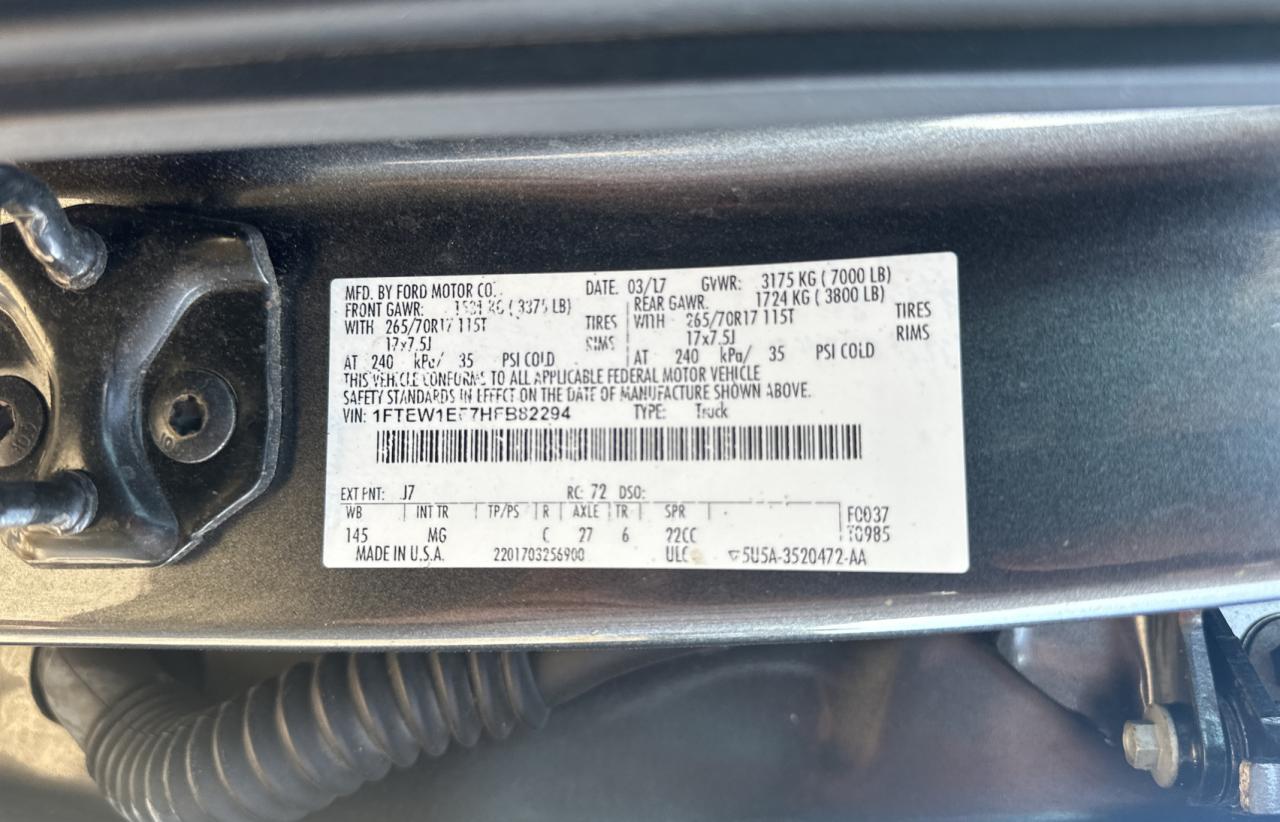 MFD. BY FORD MOTOR CO. DATE. 03/17 GVWR: 3175 KG ( 7000 LB)
FRONT GAWR: KG ( 3375 LB) REAR GAWR. 1724 KG ( 3800 LB)
WITH 265/70R17 115T TIRES WITH 265/70R17 115T TIRES
17x7.5J RIMS 17x7.5J RIMS
AT 240 kPa/ 35 PSI COLD AT 240 kPa/ 35 PSI COLD
THIS VEHICLE CONFORMS TO ALL APPLICABLE FEDERAL MOTOR VEHICLE
SAFETY STANDARDS IN EFFECT ON THE DATE OF MANUFACTURE SHOWN ABOVE.
VIN: TYPE: Truck
EXT PNT: J7 RC: 72 DSO:
WB INT TR TP/PS R AXLE TR SPR F0037
145 MG C 27 6 22CC T0985
MADE IN U.S.A. 2201703256900 ULC 5U5A-3520472-AA